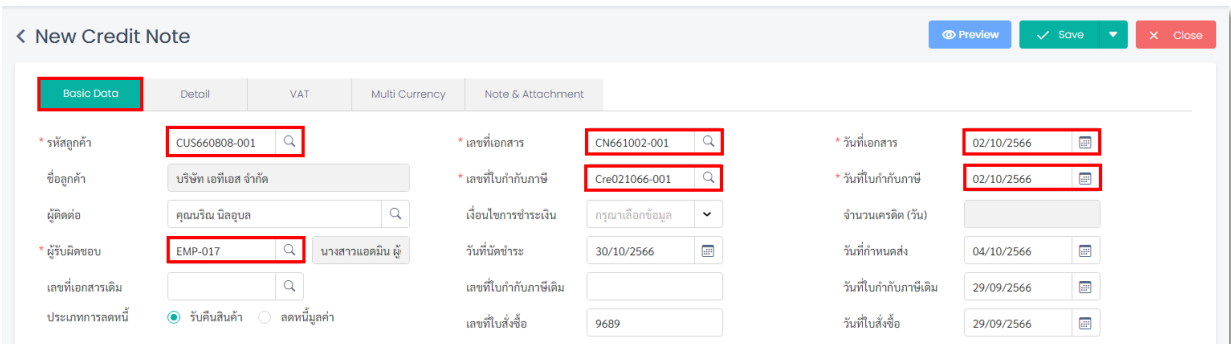 New Credit Note Preview Save Close
Basic Data Detail VAT Multi Currency Note & Attachment
* รหัสลูกค้า CUS660808-001 * เลขที่เอกสาร CN661002-001 * วันที่เอกสาร 02/10/2566
ชื่อลูกค้า บริษัท เอทีเอส จำกัด * เลขที่ใบกำกับภาษี Cre021066-001 * วันที่ใบกำกับภาษี 02/10/2566
ผู้ติดต่อ คุณนริณ นิลอุบล เงื่อนไขการชำระเงิน กรุณาเลือกข้อมูล จำนวนเครดิต (วัน)
* ผู้รับผิดชอบ EMP-017 นางสาวแอดมิน ผู้ วันที่นัดชำระ 30/10/2566 วันที่กำหนดส่ง 04/10/2566
เลขที่เอกสารเดิม เลขที่ใบกำกับภาษีเดิม วันที่ใบกำกับภาษีเดิม 29/09/2566
ประเภทการลดหนี้ รับคืนสินค้า ลดหนี้มูลค่า เลขที่ใบสั่งซื้อ 9689 วันที่ใบสั่งซื้อ 29/09/2566